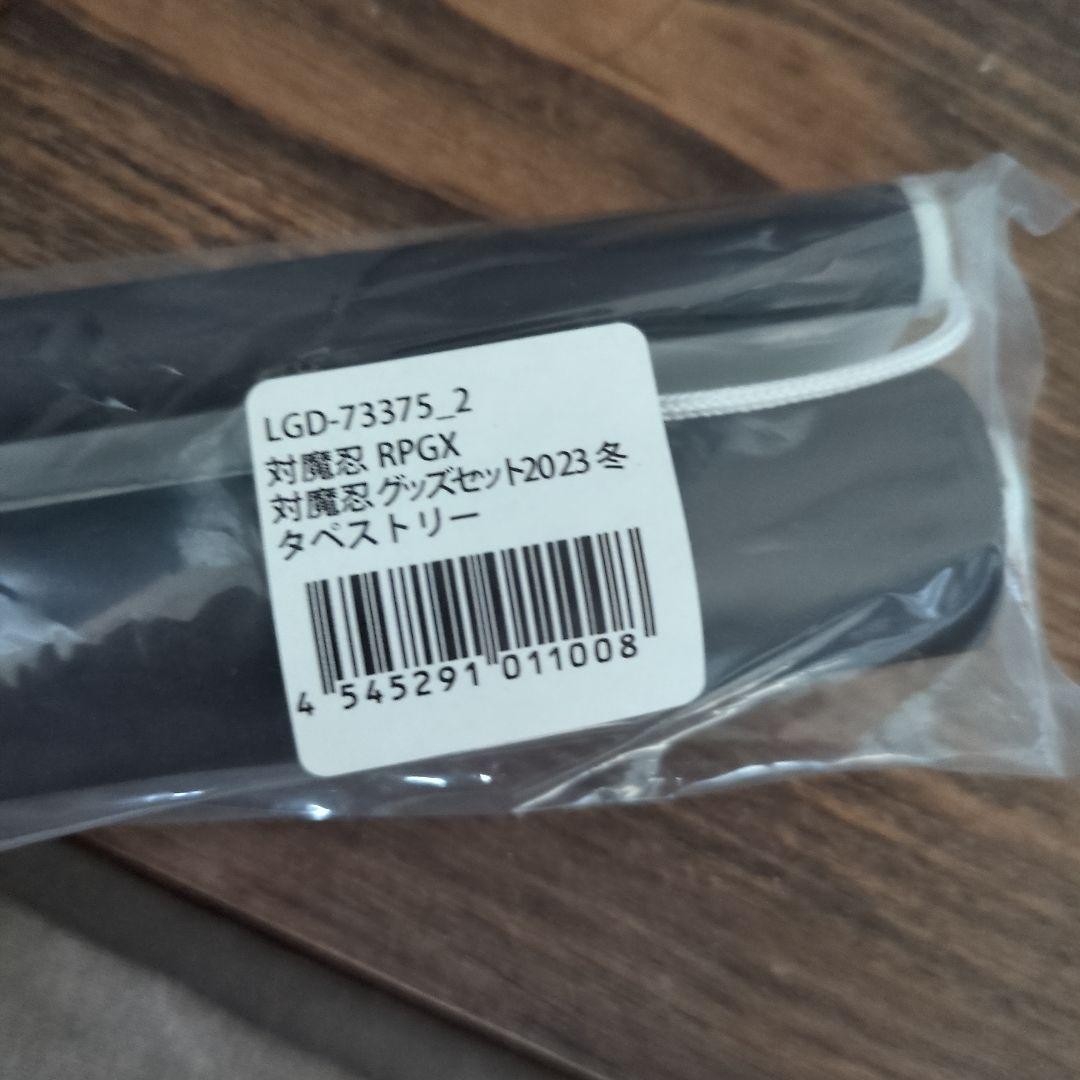 LGD-73375_2
対魔忍 RPGX
対魔忍 グッズセット2023 冬
タペストリー
4 545291 011008